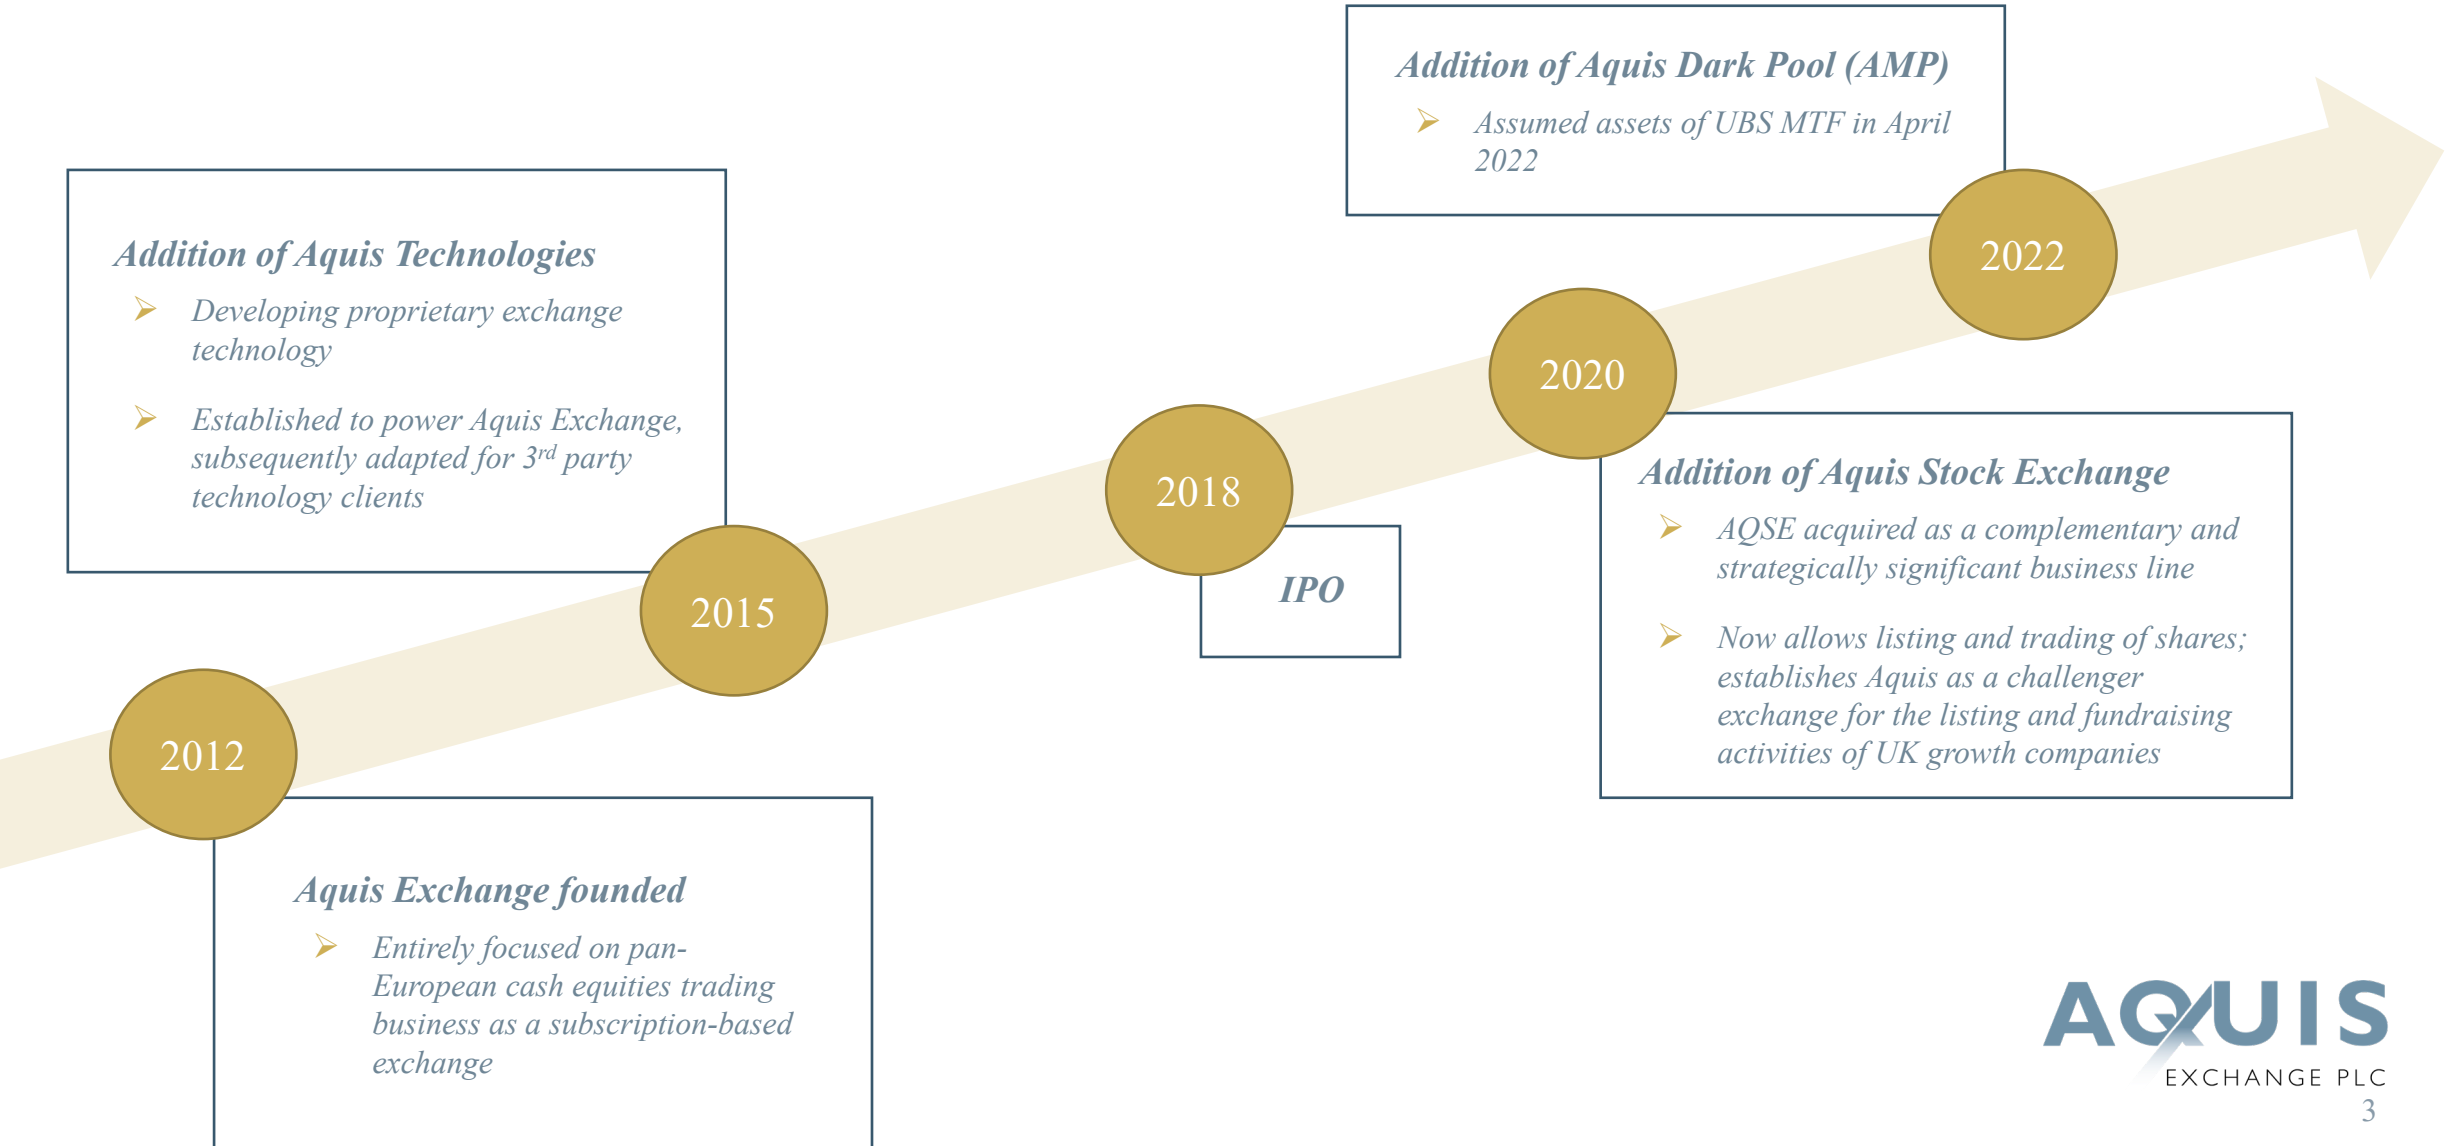 Addition of Aquis Dark Pool (AMP)
Assumed assets of UBS MTF in April
2022
Addition of Aquis Technologies
Developing proprietary exchange
technology
Established to power Aquis Exchange,
subsequently adapted for 3rd party
technology clients
2022
2020
2018
2015
2012
IPO
Addition of Aquis Stock Exchange
AQSE acquired as a complementary and
strategically significant business line
Now allows listing and trading of shares;
establishes Aquis as a challenger
exchange for the listing and fundraising
activities of UK growth companies
Aquis Exchange founded
Entirely focused on pan-
European cash equities trading
business as a subscription-based
exchange
AQUIS
EXCHANGE PLC
3